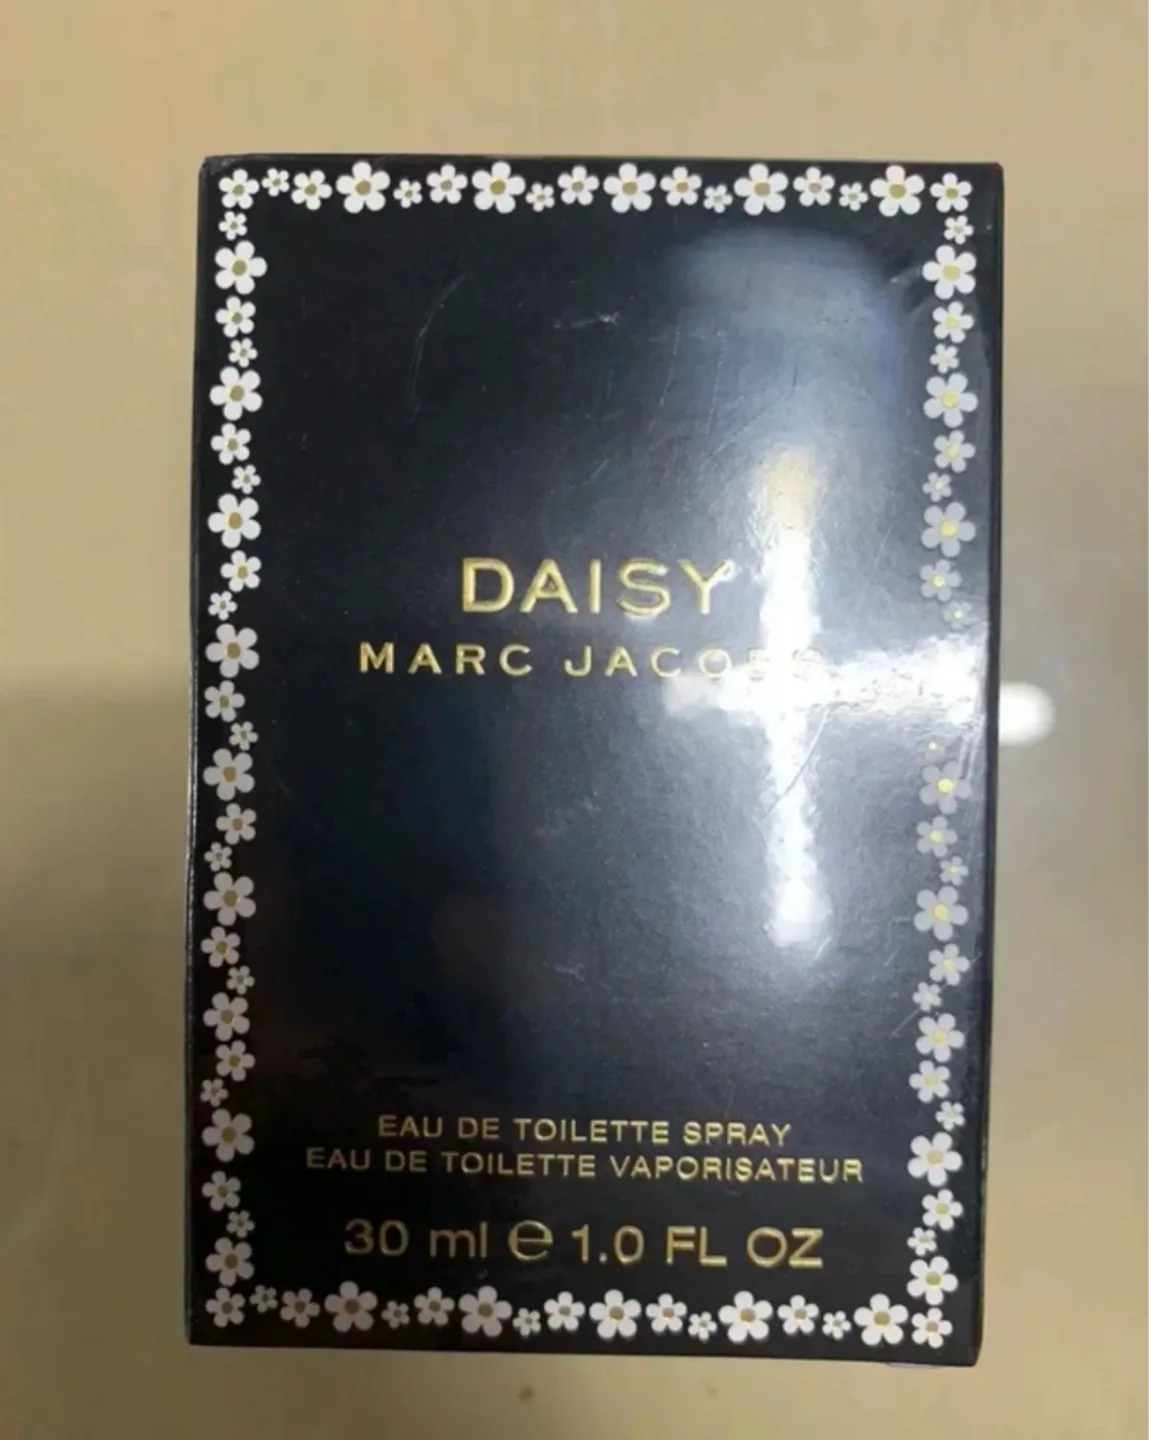 DAISY
MARC JACOBS
EAU DE TOILETTE SPRAY
EAU DE TOILETTE VAPORISATEUR
30 ml e 1.0 FL OZ